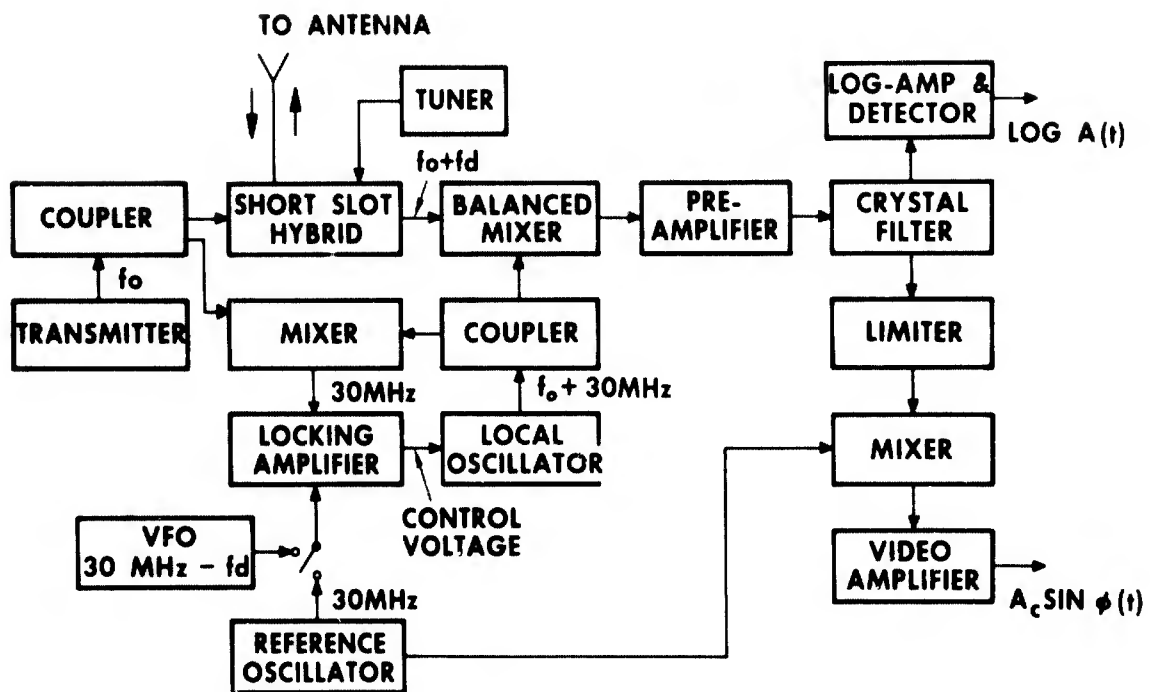 TO ANTENNA
TUNER
LOG-AMP &
DETECTOR
LOG A(t)
fo+fd
COUPLER
SHORT SLOT
HYBRID
BALANCED
MIXER
PRE-
AMPLIFIER
CRYSTAL
FILTER
fo
TRANSMITTER
MIXER
COUPLER
LIMITER
30MHz
fo + 30MHz
LOCKING
AMPLIFIER
LOCAL
OSCILLATOR
MIXER
CONTROL
VOLTAGE
VFO
30 MHz - fd
VIDEO
AMPLIFIER
Ac SIN ϕ(t)
30MHz
REFERENCE
OSCILLATOR